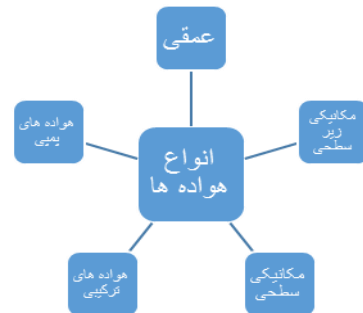 عمقی
مکانیکی
زیر
سطحی
هواده های
پمپی
انواع
هواده ها
مکانیکی
سطحی
هواده های
ترکیبی